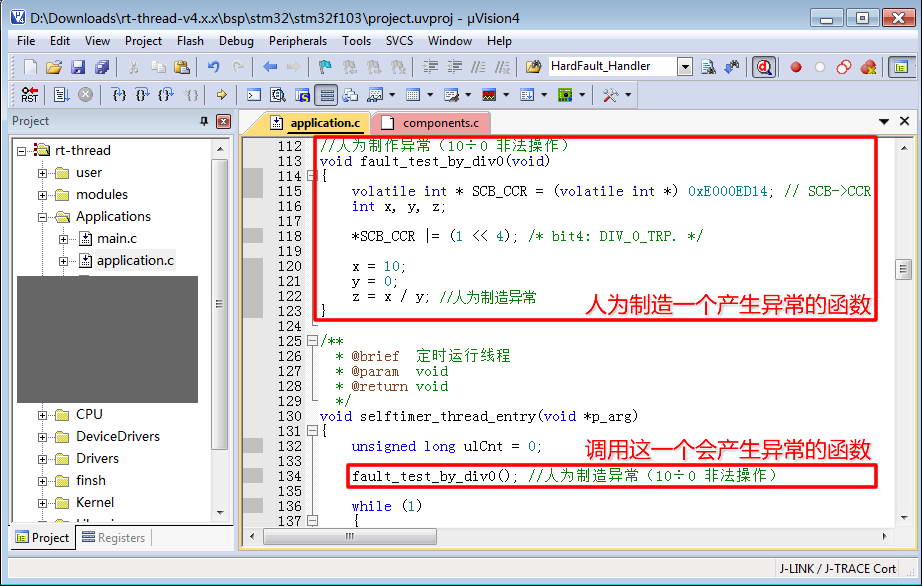 D:\Downloads\rt-thread-v4.x.x\bsp\stm32\stm32f103\project.uvproj - µVision4
File Edit View Project Flash Debug Peripherals Tools SVCS Window Help
HardFault_Handler
Project
application.c components.c
rt-thread
user
modules
Applications
main.c
application.c
CPU
DeviceDrivers
Drivers
finsh
Kernel
Project Registers
112 //人为制作异常（10÷0 非法操作）
113 void fault_test_by_div0(void)
114 {
115 volatile int * SCB_CCR = (volatile int *) 0xE000ED14; // SCB->CCR
116 int x, y, z;
117
118 *SCB_CCR |= (1 << 4); /* bit4: DIV_0_TRP. */
119
120 x = 10;
121 y = 0;
122 z = x / y; //人为制造异常
人为制造一个产生异常的函数
123 }
124
125 /**
126 * @brief 定时运行线程
127 * @param void
128 * @return void
129 */
130 void selftimer_thread_entry(void *p_arg)
131 {
132 unsigned long ulCnt = 0;
调用这一个会产生异常的函数
133
134 fault_test_by_div0(); //人为制造异常（10÷0 非法操作）
135
136 while (1)
137 {
J-LINK / J-TRACE Cort